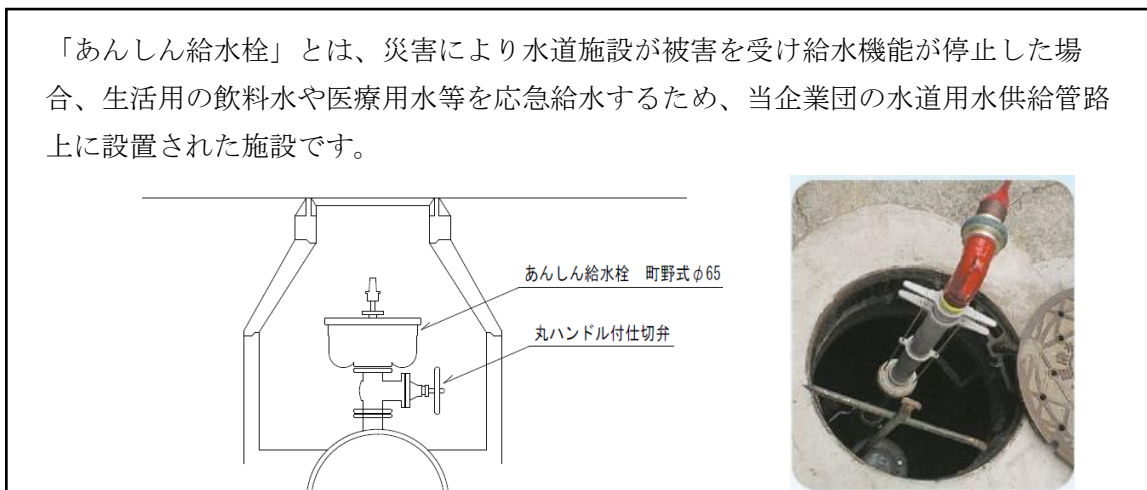 「あんしん給水栓」とは、災害により水道施設が被害を受け給水機能が停止した場
合、生活用の飲料水や医療用水等を応急給水するため、当企業団の水道用水供給管路
上に設置された施設です。
あんしん給水栓　町野式φ65
丸ハンドル付仕切弁